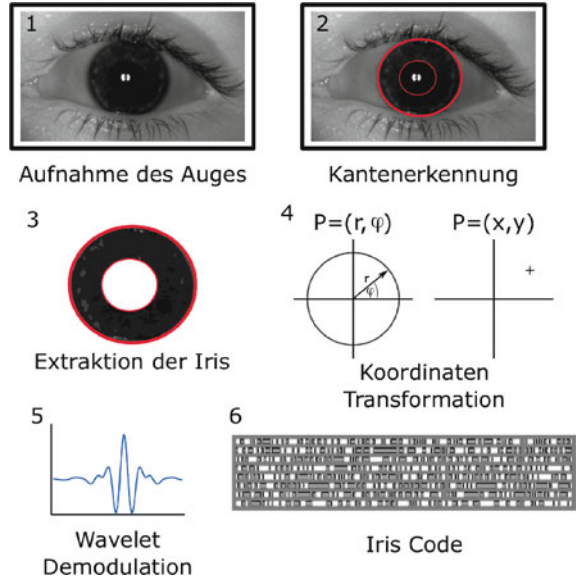 1
2
Aufnahme des Auges
Kantenerkennung
3
4
P=(r, φ)
P=(x,y)
r
φ
Extraktion der Iris
Koordinaten
Transformation
5
6
Wavelet
Demodulation
Iris Code